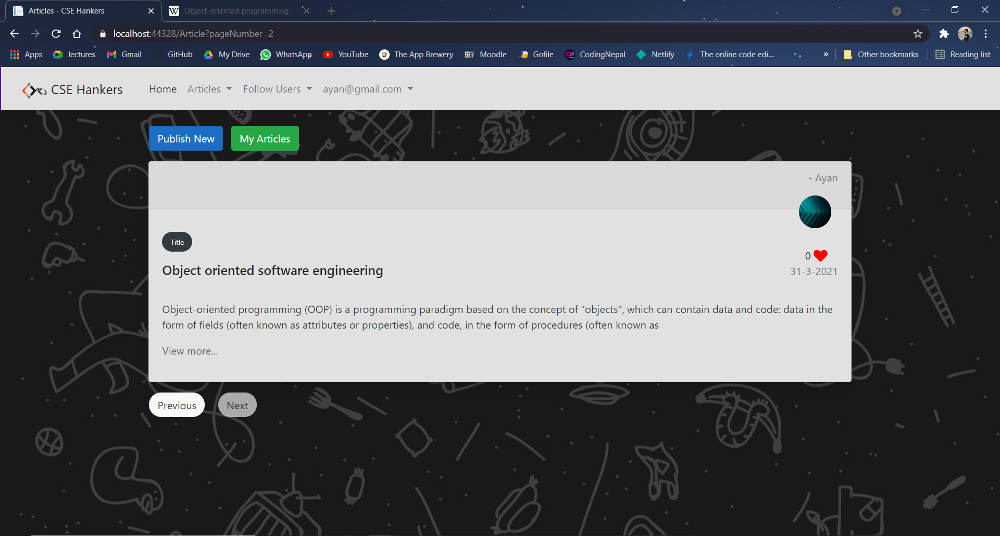 Articles - CSE Hankers
Object-oriented programming -
localhost:44328/Article?pageNumber=2
Apps lectures Gmail GitHub My Drive WhatsApp YouTube The App Brewery EGOV Moodle Gofile CodingNepal Netlify The online code edi... » Other bookmarks Reading list
CSE Hankers Home Articles Follow Users ayan@gmail.com
Publish New My Articles
- Ayan
Title
0
Object oriented software engineering
31-3-2021
Object-oriented programming (OOP) is a programming paradigm based on the concept of "objects", which can contain data and code: data in the
form of fields (often known as attributes or properties), and code, in the form of procedures (often known as
View more...
Previous Next